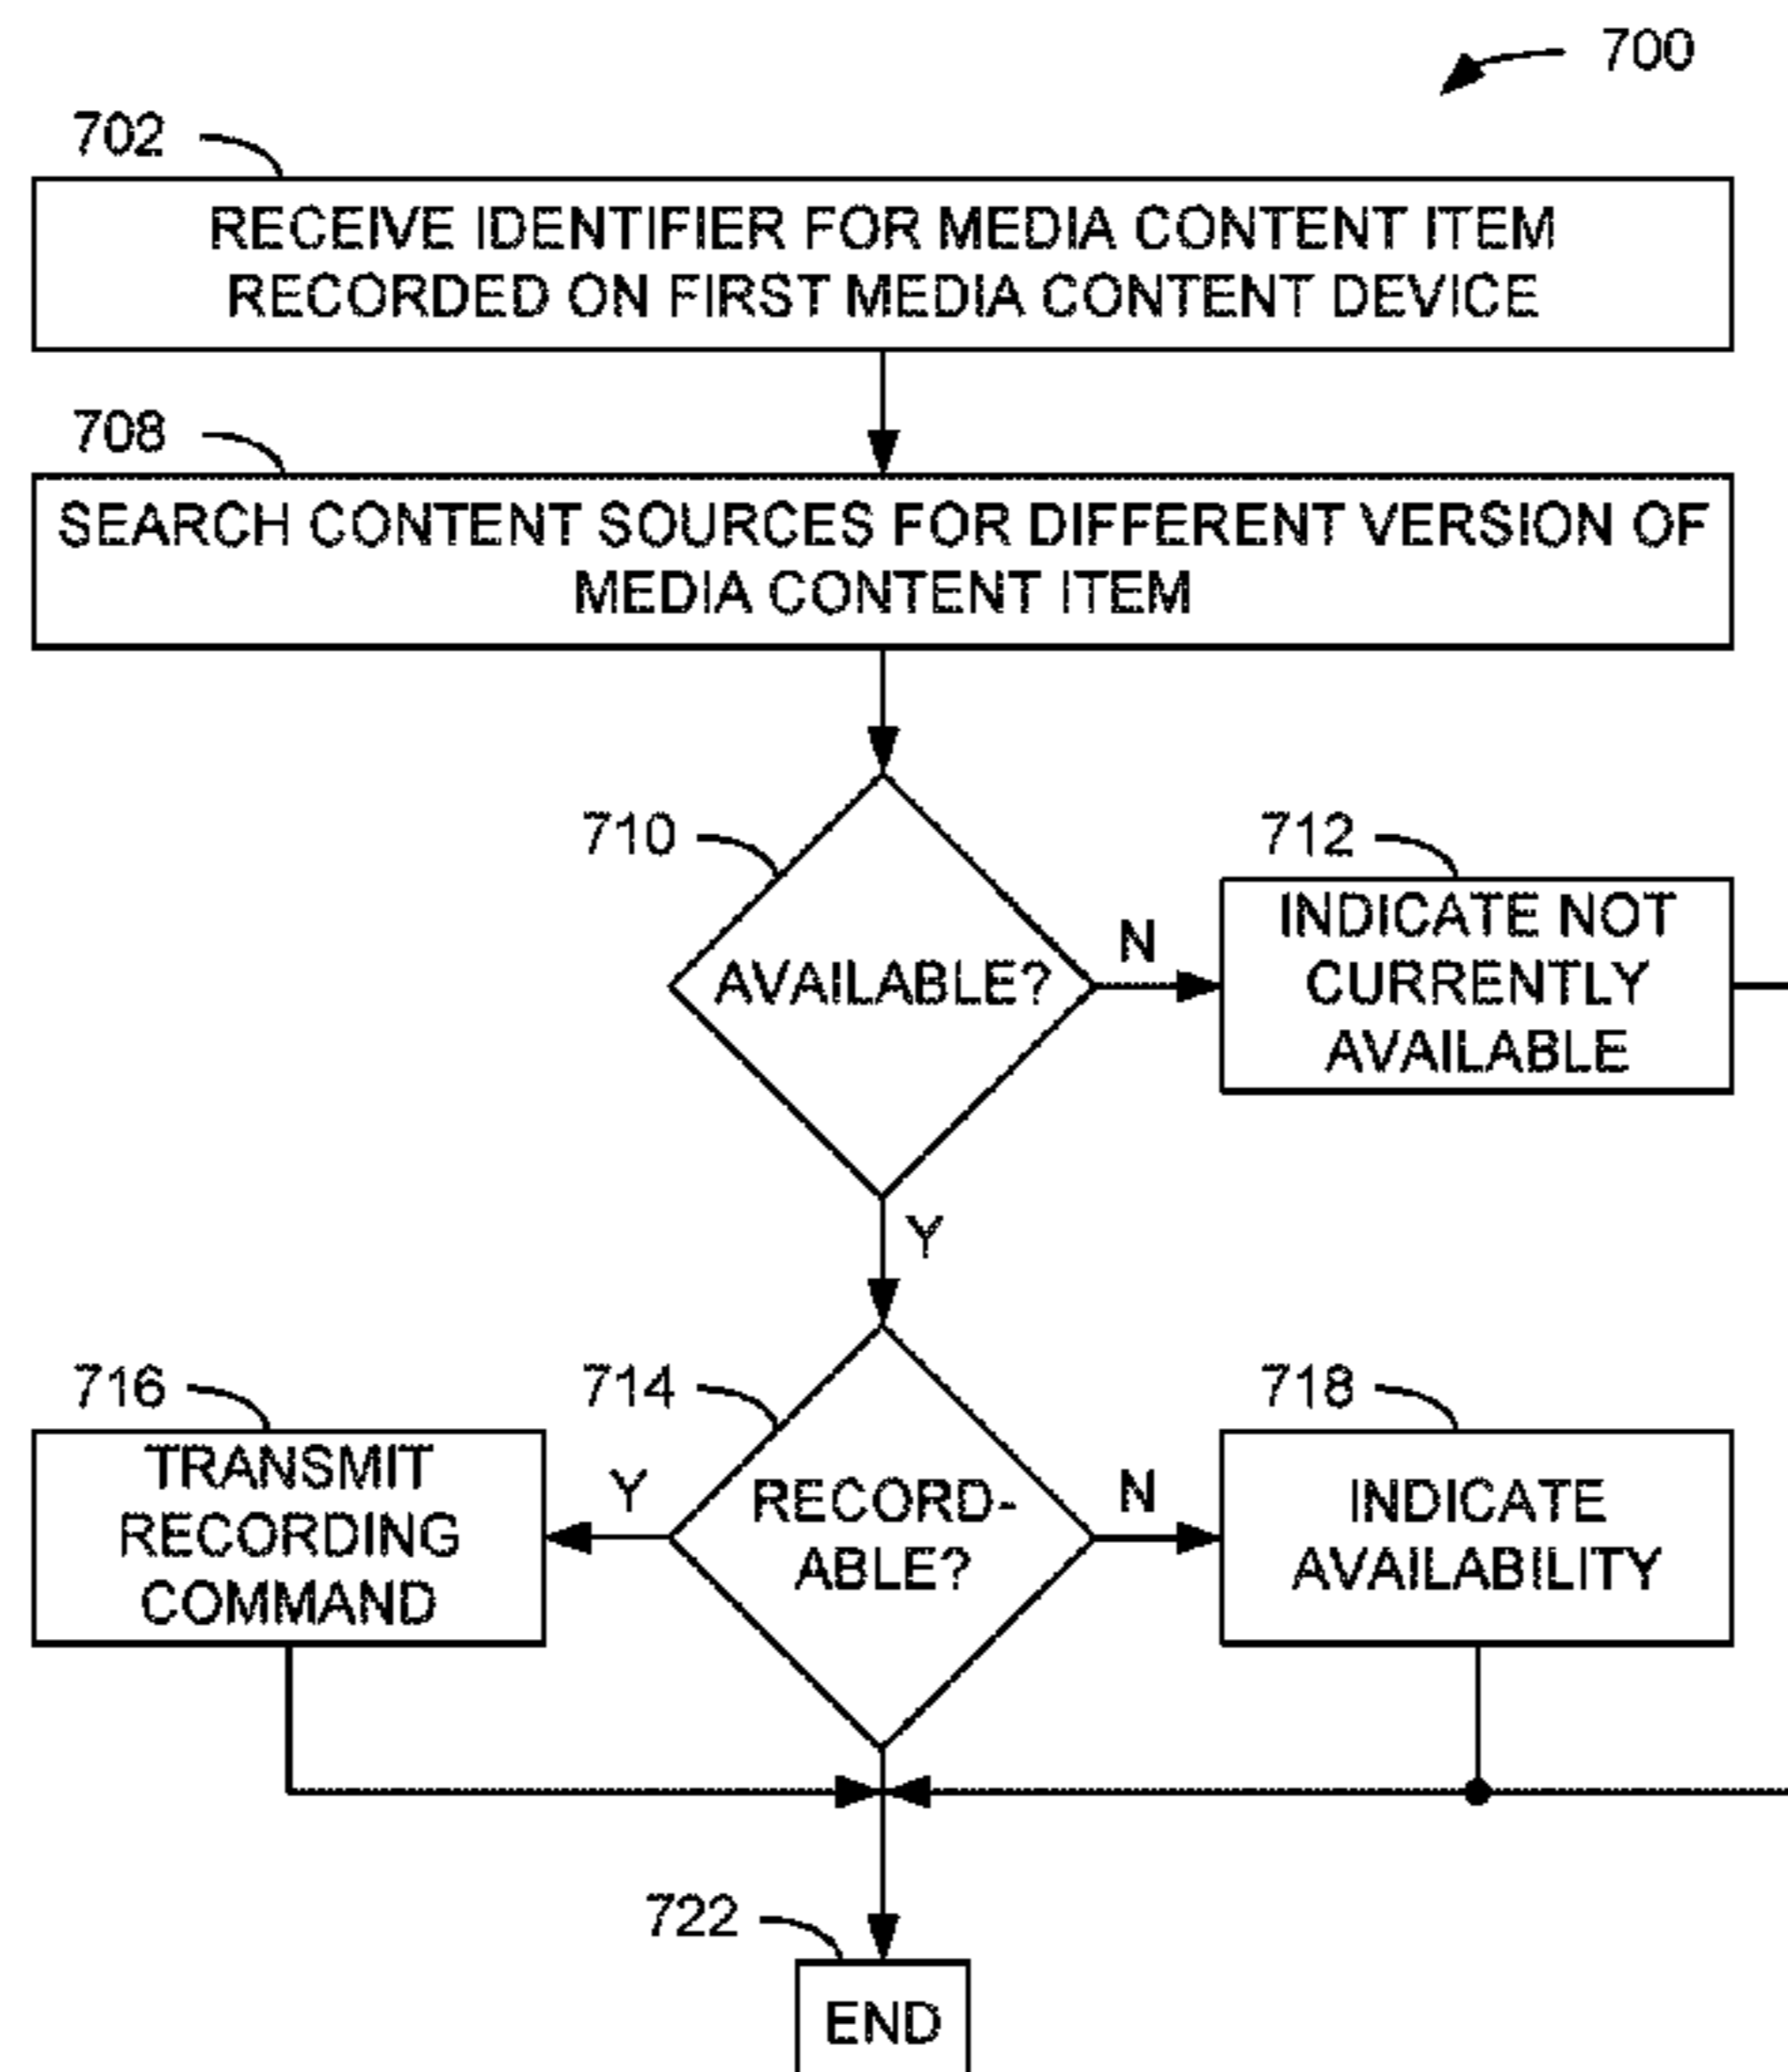 700
702
RECEIVE IDENTIFIER FOR MEDIA CONTENT ITEM
RECORDED ON FIRST MEDIA CONTENT DEVICE
708
SEARCH CONTENT SOURCES FOR DIFFERENT VERSION OF
MEDIA CONTENT ITEM
710
AVAILABLE?
N
712
INDICATE NOT
CURRENTLY
AVAILABLE
Y
716
TRANSMIT
RECORDING
COMMAND
Y
714
RECORD-
ABLE?
N
718
INDICATE
AVAILABILITY
722
END